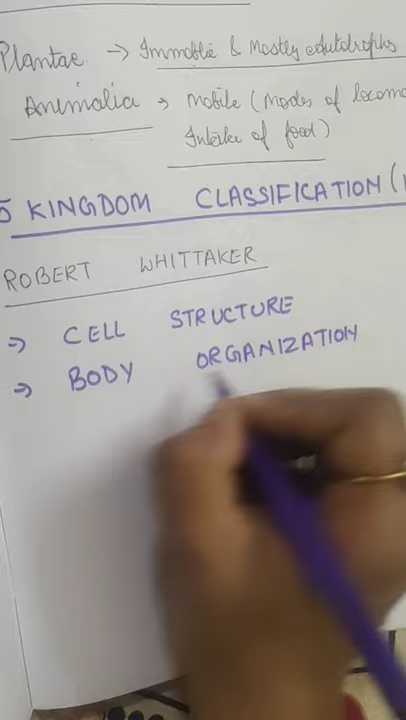 Plantae → Immobile & Mostly Autotrophs
Animalia → Mobile (Modes of locomo
Intake of food)
5 KINGDOM CLASSIFICATION (
ROBERT WHITTAKER
⇒ CELL STRUCTURE
⇒ BODY ORGANIZATION